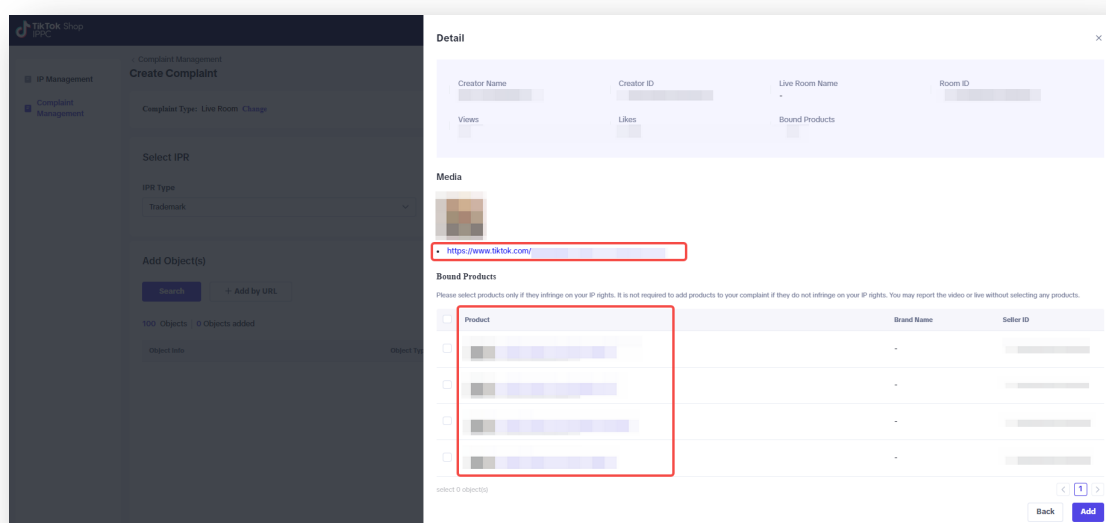 TikTok Shop
IPPC
IP Management
Complaint
Management
< Complaint Management
Create Complaint
Complaint Type: Live Room Change
Select IPR
IPR Type
Trademark
Add Object(s)
Search
+ Add by URL
100 Objects | 0 Objects added
Object Info
Object Typ
Detail
×
Creator Name
Creator ID
Live Room Name
Room ID
-
Views
Likes
Bound Products
Media
• https://www.tiktok.com/
Bound Products
Please select products only if they infringe on your IP rights. It is not required to add products to your complaint if they do not infringe on your IP rights. You may report the video or live without selecting any products.
Product
Brand Name
Seller ID
-
-
-
-
select 0 object(s)
< 1 >
Back
Add